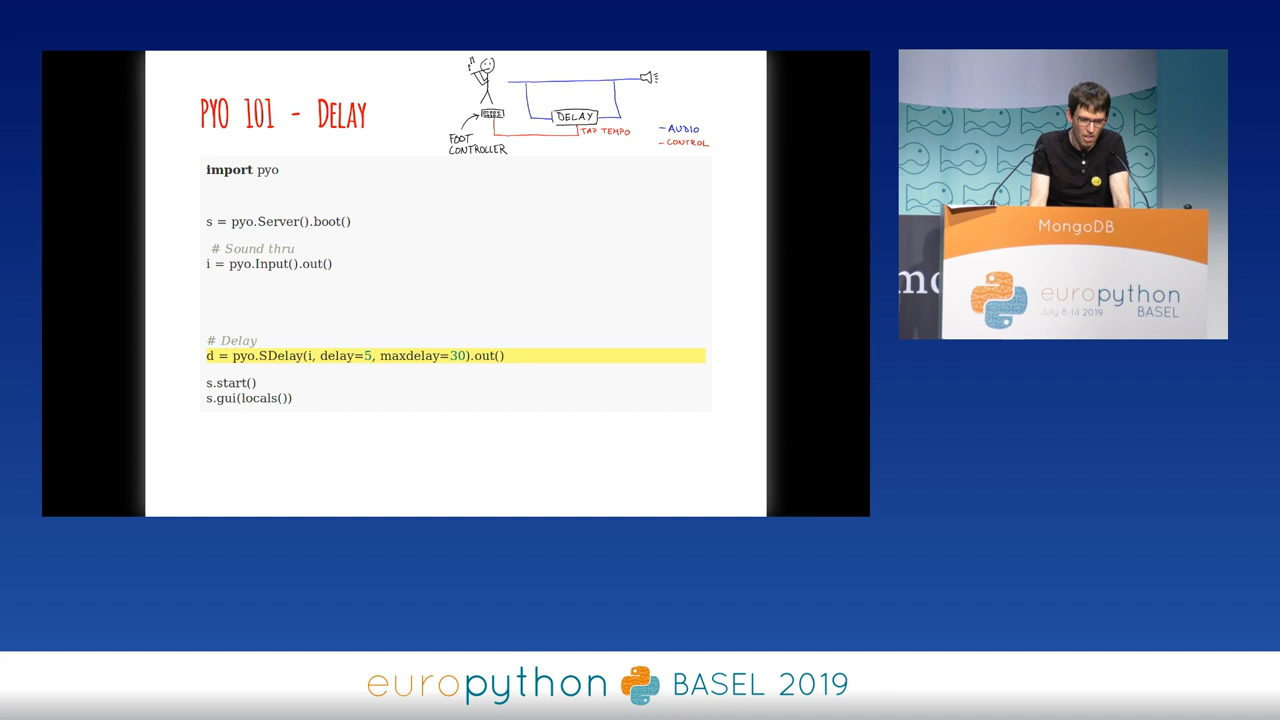 PYO 101 - DELAY
FOOT
CONTROLLER
DELAY
TAP TEMPO
- AUDIO
- CONTROL
import pyo
s = pyo.Server().boot()
# Sound thru
i = pyo.Input().out()
# Delay
d = pyo.SDelay(i, delay=5, maxdelay=30).out()
s.start()
s.gui(locals())
MongoDB
mo
europython
July 8-14 2019
BASEL
europython BASEL 2019